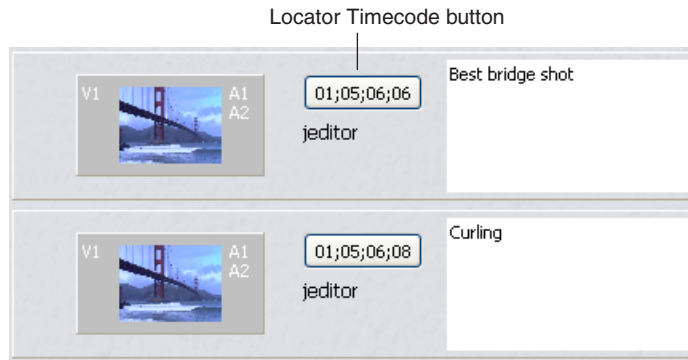 Locator Timecode button
V1
A1
A2
01;05;06;06
jeditor
Best bridge shot
V1
A1
A2
01;05;06;08
jeditor
Curling